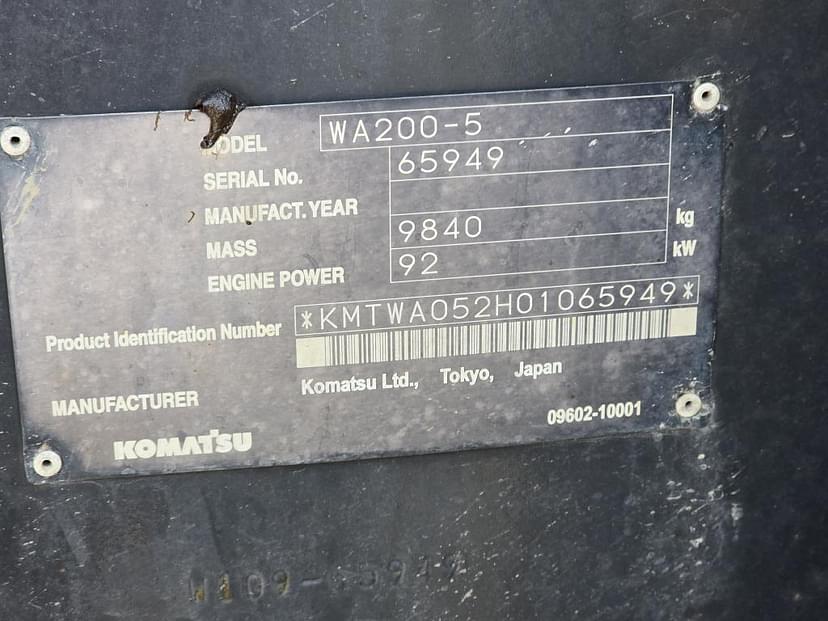 MODEL WA200-5
SERIAL No. 65949
MANUFACT. YEAR
MASS 9840 kg
ENGINE POWER 92 kW
Product Identification Number *KMTWA052H01065949*
MANUFACTURER Komatsu Ltd., Tokyo, Japan
09602-10001
KOMATSU